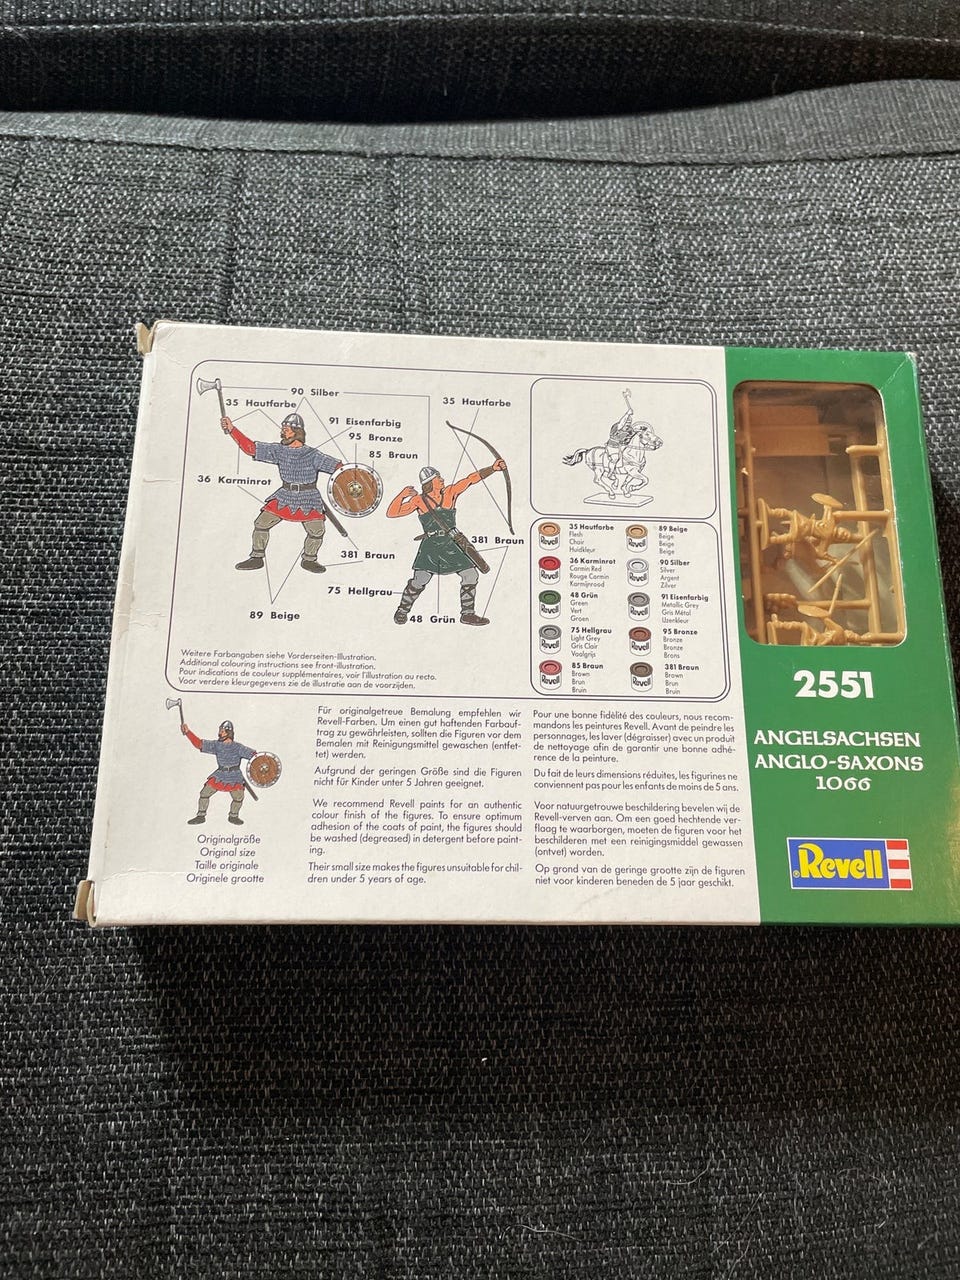 90 Silber
35 Hautfarbe
91 Eisenfarbig
95 Bronze
85 Braun
36 Karminrot
381 Braun
89 Beige
35 Hautfarbe
381 Braun
75 Hellgrau
48 Grün
Weitere Farbangaben siehe Vorderseiten-Illustration.
Additional colouring instructions see front-illustration.
Pour indications de couleur supplémentaires, voir l'illustration au recto.
Voor verdere kleurgegevens zie de illustratie aan de voorzijden.
35 Hautfarbe
Flesh
Chair
Huidkleur
36 Karminrot
Carmin Red
Rouge Carmin
Karmijnrood
48 Grün
Green
Vert
Groen
75 Hellgrau
Light Grey
Gris Clair
Vaalgrijs
85 Braun
Brown
Brun
Bruin
89 Beige
Beige
Beige
Beige
90 Silber
Silver
Argent
Zilver
91 Eisenfarbig
Metallic Grey
Gris Métal
IJzerkleur
95 Bronze
Bronze
Bronze
Brons
381 Braun
Brown
Brun
Bruin
Revell
Revell
Revell
Revell
Revell
Revell
Revell
Revell
Revell
Revell
Originalgröße
Original size
Taille originale
Originele grootte
Für originalgetreue Bemalung empfehlen wir
Revell-Farben. Um einen gut haftenden Farbauf-
trag zu gewährleisten, sollten die Figuren vor dem
Bemalen mit Reinigungsmittel gewaschen (entfet-
tet) werden.
Aufgrund der geringen Größe sind die Figuren
nicht für Kinder unter 5 Jahren geeignet.
We recommend Revell paints for an authentic
colour finish of the figures. To ensure optimum
adhesion of the coats of paint, the figures should
be washed (degreased) in detergent before paint-
ing.
Their small size makes the figures unsuitable for chil-
dren under 5 years of age.
Pour une bonne fidélité des couleurs, nous recom-
mandons les peintures Revell. Avant de peindre les
personnages, les laver (dégraisser) avec un produit
de nettoyage afin de garantir une bonne adhé-
rence de la peinture.
Du fait de leurs dimensions réduites, les figurines ne
conviennent pas pour les enfants de moins de 5 ans.
Voor natuurgetrouwe beschildering bevelen wij de
Revell-verven aan. Om een goed hechtende ver-
flaag te waarborgen, moeten de figuren voor het
beschilderen met een reinigingsmiddel gewassen
(ontvet) worden.
Op grond van de geringe grootte zijn de figuren
niet voor kinderen beneden de 5 jaar geschikt.
2551
ANGELSACHSEN
ANGLO-SAXONS
1066
®Revell